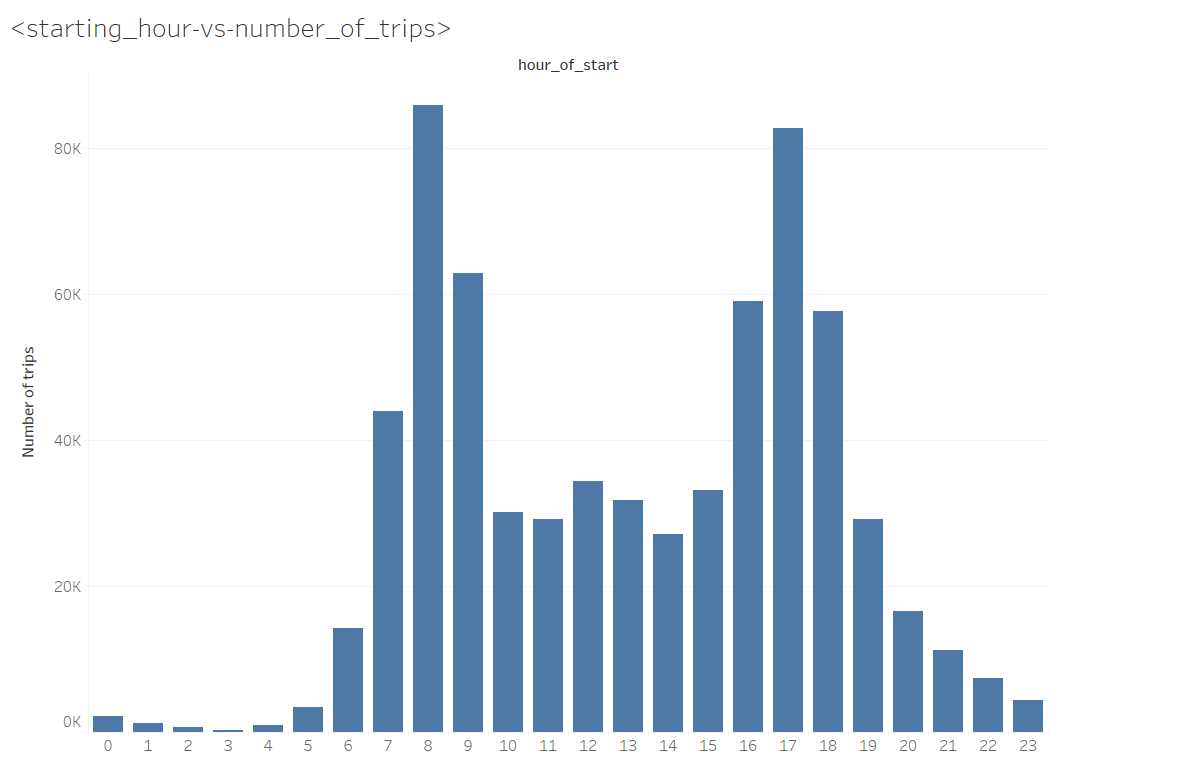 <starting_hour-vs-number_of_trips>
hour_of_start
80K
60K
40K
20K
0K
Number of trips
0 1 2 3 4 5 6 7 8 9 10 11 12 13 14 15 16 17 18 19 20 21 22 23